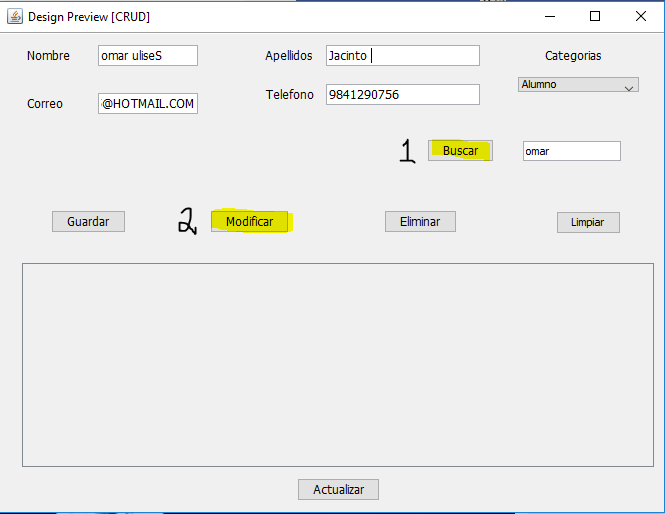 Design Preview [CRUD]
Nombre omar uliseS Apellidos Jacinto Categorias
Correo @HOTMAIL.COM Telefono 9841290756 Alumno
1 Buscar omar
Guardar 2 Modificar Eliminar Limpiar
Actualizar